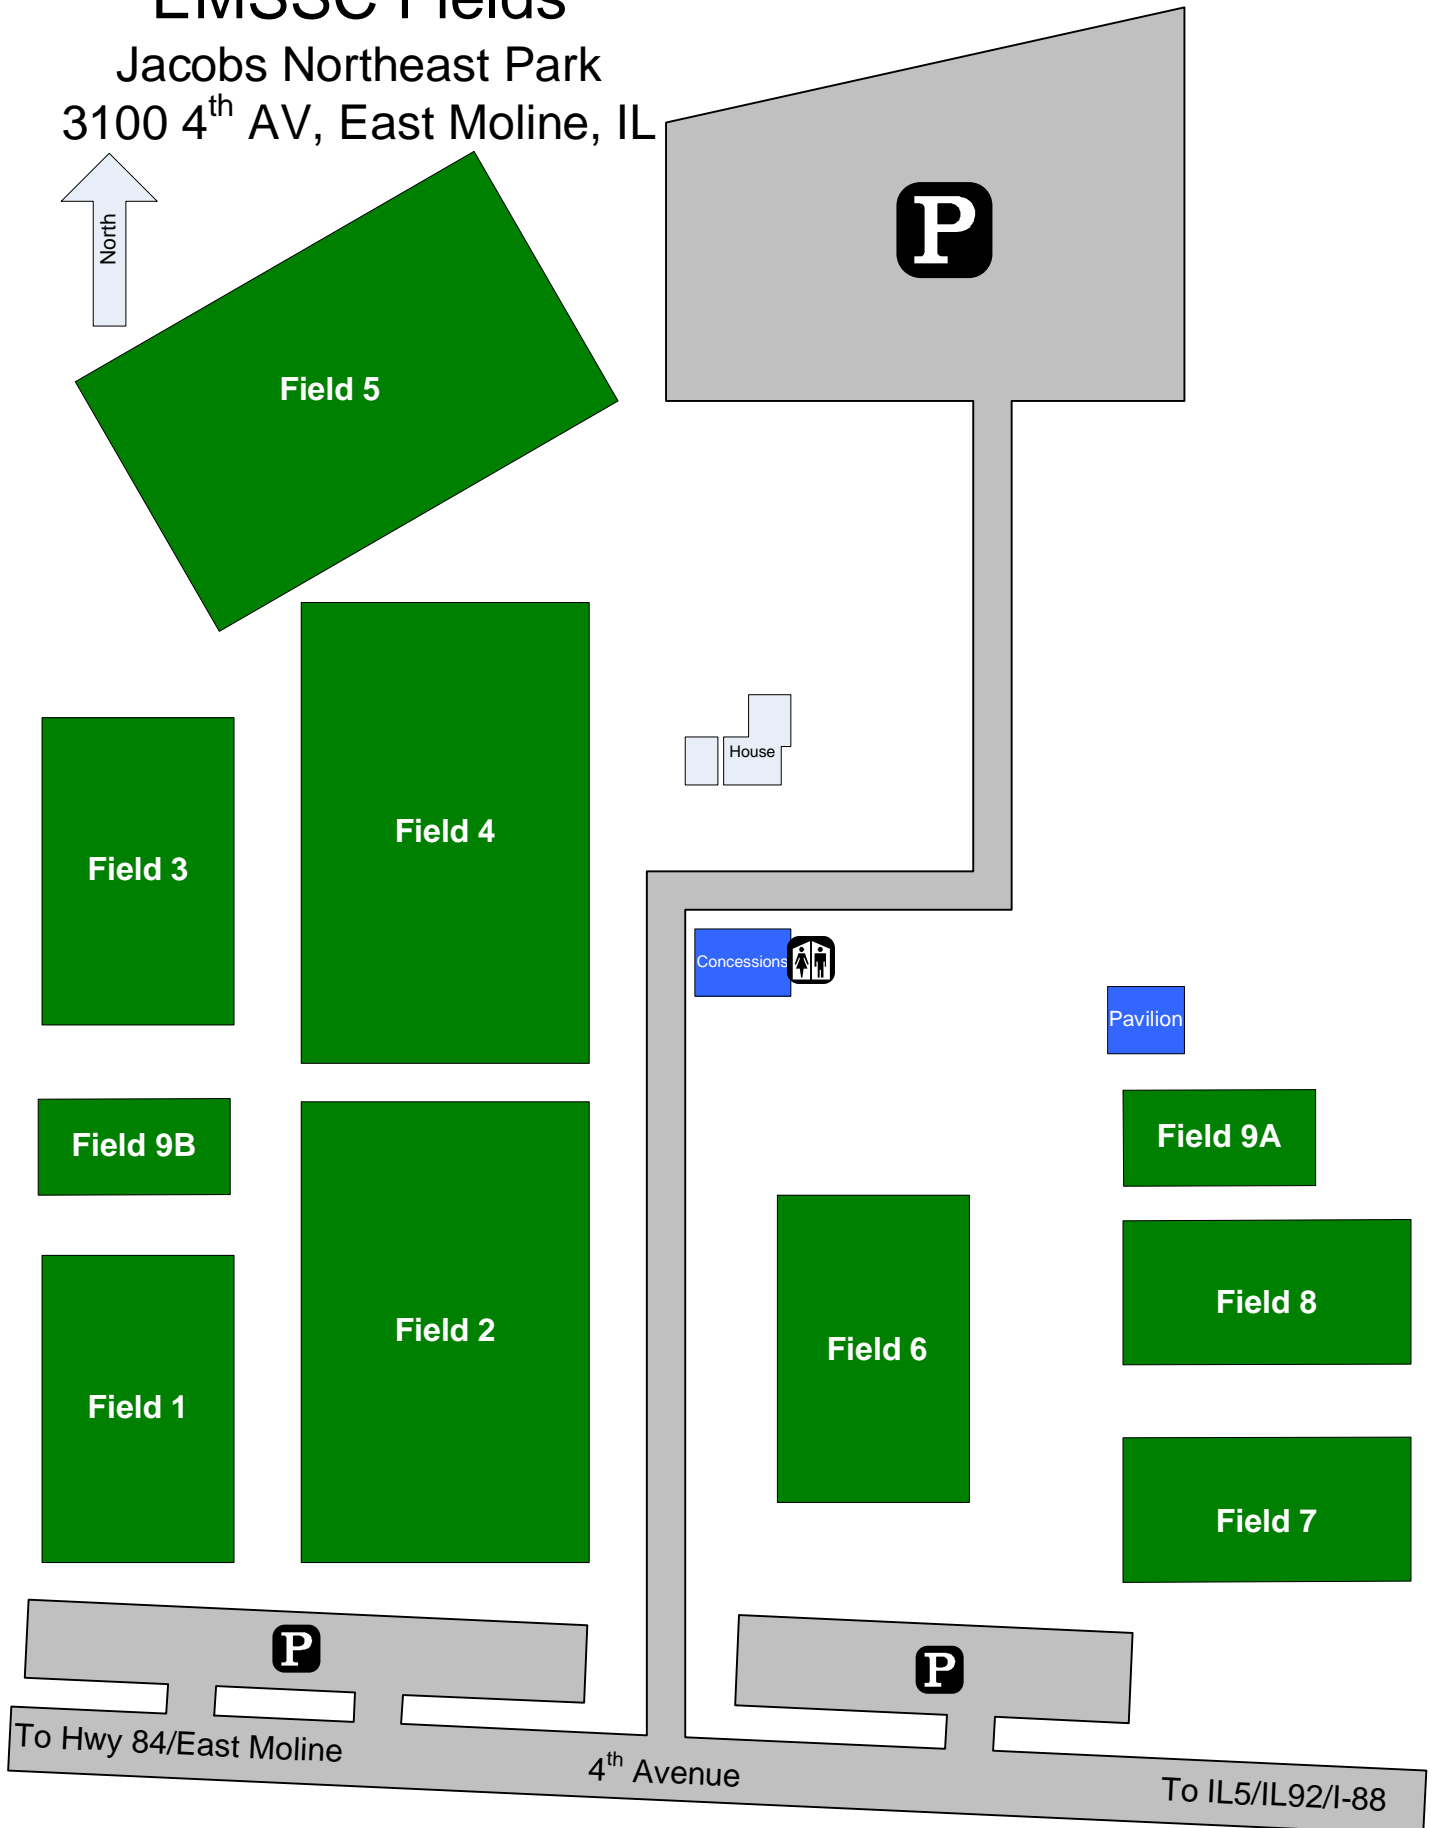 EMSSC Fields
Jacobs Northeast Park
3100 4th AV, East Moline, IL
North
P
Field 5
House
Field 4
Field 3
Concessions
Pavilion
Field 9A
Field 9B
Field 8
Field 2
Field 6
Field 1
Field 7
P
P
To Hwy 84/East Moline
4th Avenue
To IL5/IL92/I-88